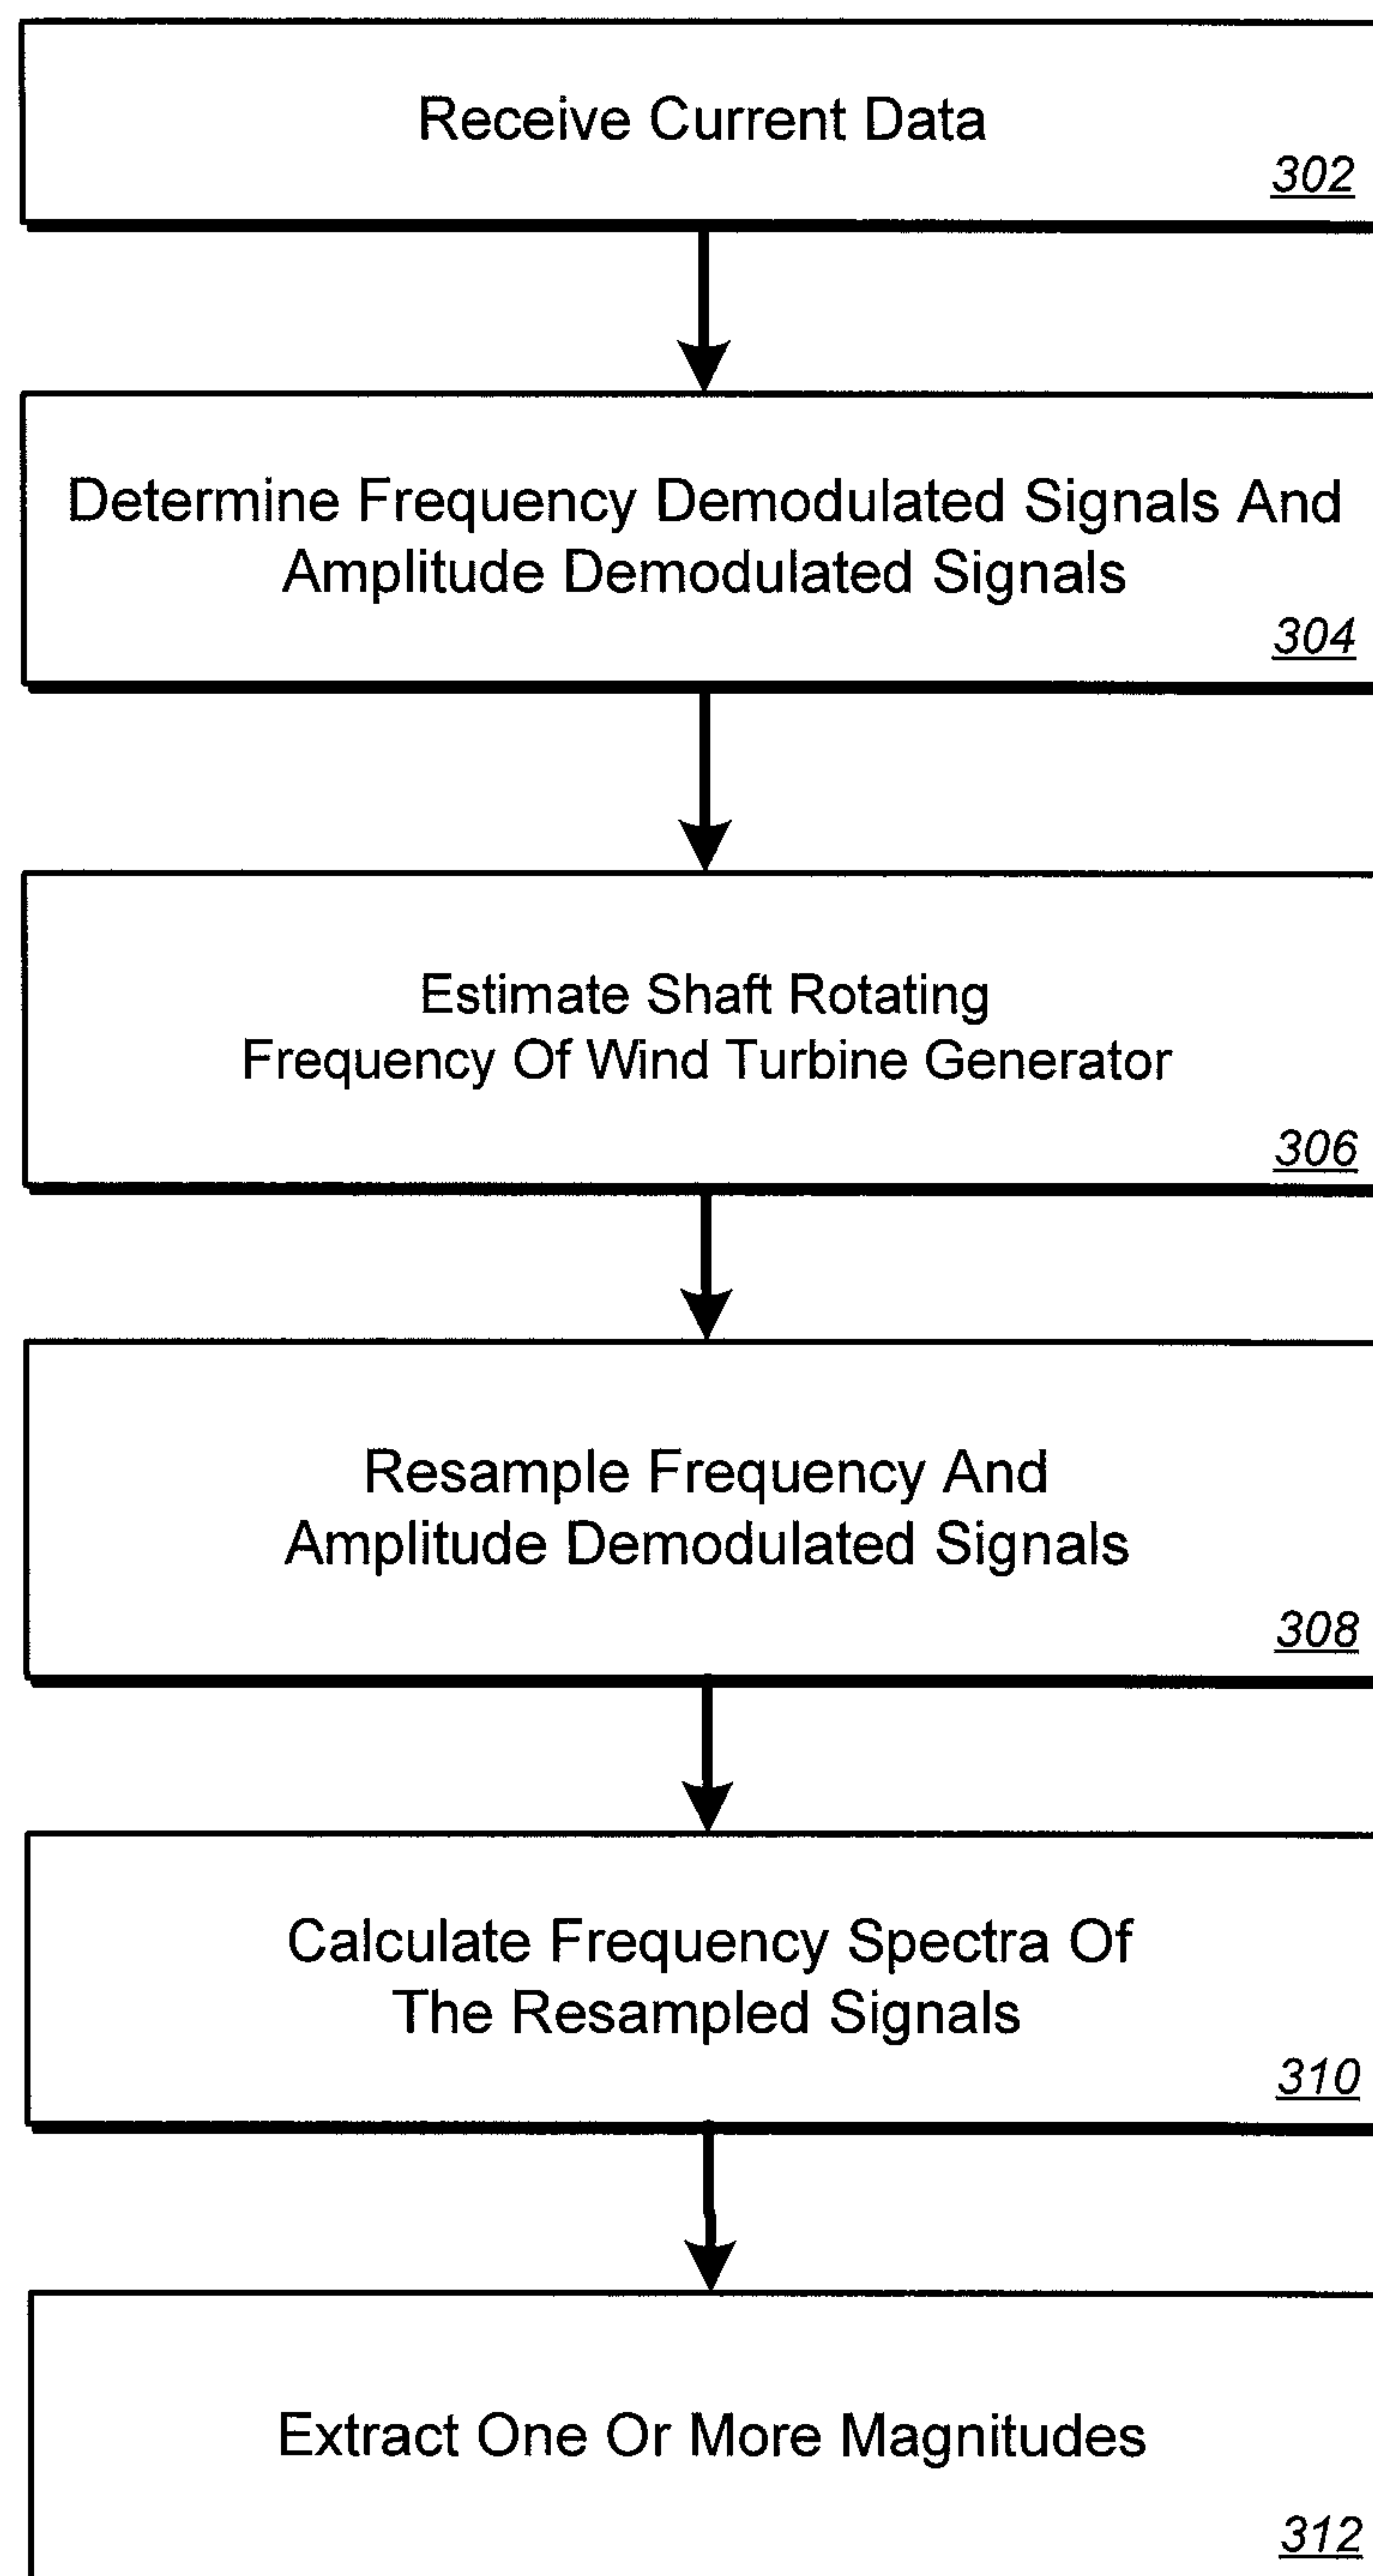 Receive Current Data
302
Determine Frequency Demodulated Signals And
Amplitude Demodulated Signals
304
Estimate Shaft Rotating
Frequency Of Wind Turbine Generator
306
Resample Frequency And
Amplitude Demodulated Signals
308
Calculate Frequency Spectra Of
The Resampled Signals
310
Extract One Or More Magnitudes
312